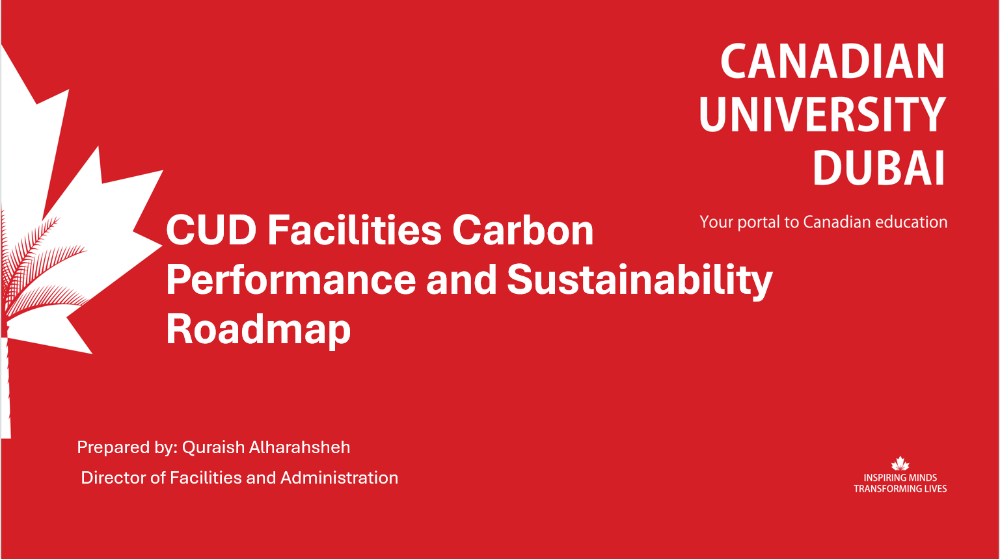 CANADIAN
UNIVERSITY
DUBAI
Your portal to Canadian education
CUD Facilities Carbon
Performance and Sustainability
Roadmap
Prepared by: Quraish Alharahsheh
Director of Facilities and Administration
INSPIRING MINDS
TRANSFORMING LIVES